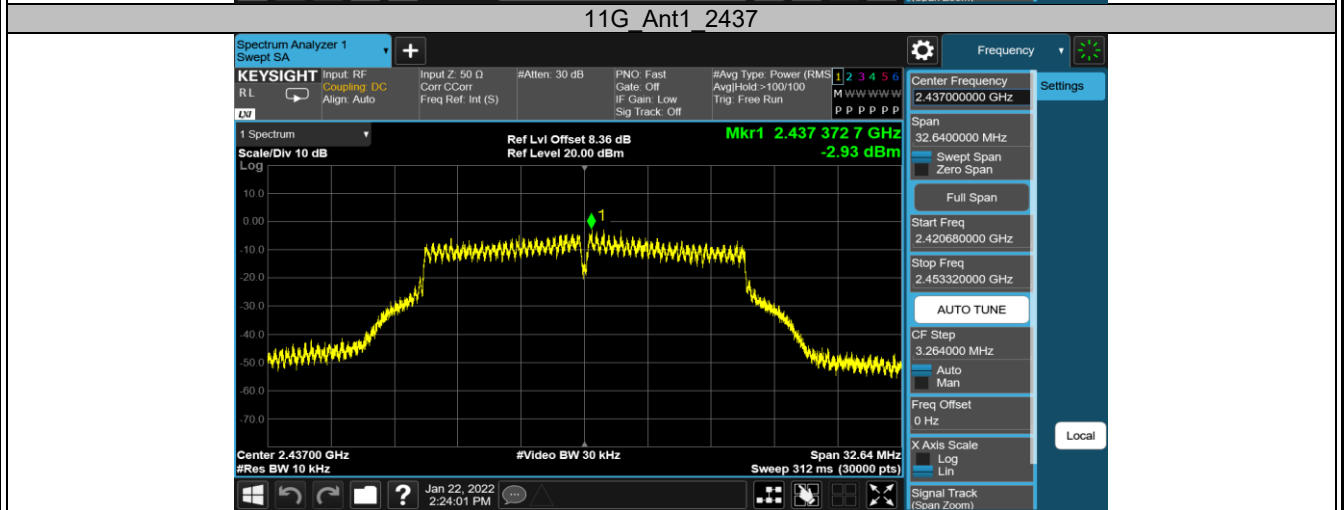 (Span Zoom)
11G_Ant1_2437
Spectrum Analyzer 1
Swept SA
+
Frequency
KEYSIGHT
RL
LXI
Input: RF
Coupling: DC
Align: Auto
Input Z: 50 Ω
Corr CCorr
Freq Ref: Int (S)
#Atten: 30 dB
PNO: Fast
Gate: Off
IF Gain: Low
Sig Track: Off
#Avg Type: Power (RMS
Avg|Hold:>100/100
Trig: Free Run
1 2 3 4 5 6
M W W W W W
P P P P P P
1 Spectrum
Scale/Div 10 dB
Log
Ref Lvl Offset 8.36 dB
Ref Level 20.00 dBm
Mkr1 2.437 372 7 GHz
-2.93 dBm
1
10.0
0.00
-10.0
-20.0
-30.0
-40.0
-50.0
-60.0
-70.0
Center 2.43700 GHz
#Res BW 10 kHz
#Video BW 30 kHz
Span 32.64 MHz
Sweep 312 ms (30000 pts)
Center Frequency
2.437000000 GHz
Settings
Span
32.6400000 MHz
Swept Span
Zero Span
Full Span
Start Freq
2.420680000 GHz
Stop Freq
2.453320000 GHz
AUTO TUNE
CF Step
3.264000 MHz
Auto
Man
Freq Offset
0 Hz
X Axis Scale
Log
Lin
Local
Signal Track
(Span Zoom)
?
Jan 22, 2022
2:24:01 PM